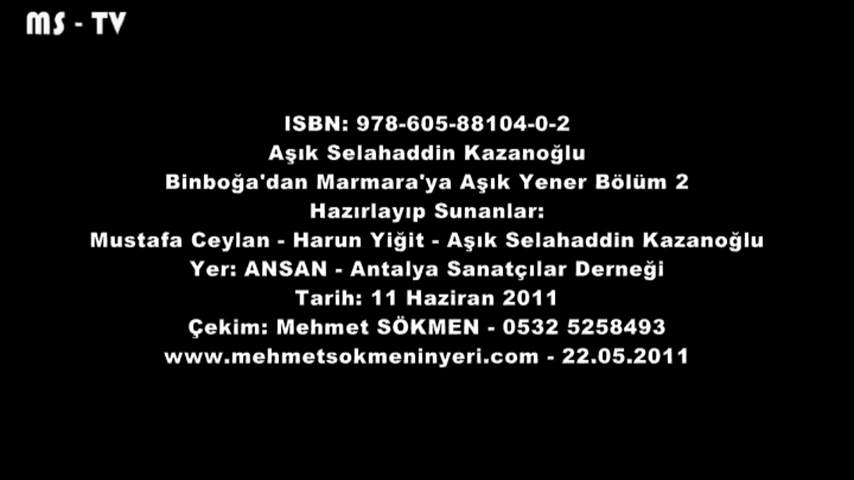 MS - TV
ISBN: 978-605-88104-0-2
Aşık Selahaddin Kazanoğlu
Binboğa'dan Marmara'ya Aşık Yener Bölüm 2
Hazırlayıp Sunanlar:
Mustafa Ceylan - Harun Yiğit - Aşık Selahaddin Kazanoğlu
Yer: ANSAN - Antalya Sanatçılar Derneği
Tarih: 11 Haziran 2011
Çekim: Mehmet SÖKMEN - 0532 5258493
www.mehmetsokmeninyeri.com - 22.05.2011